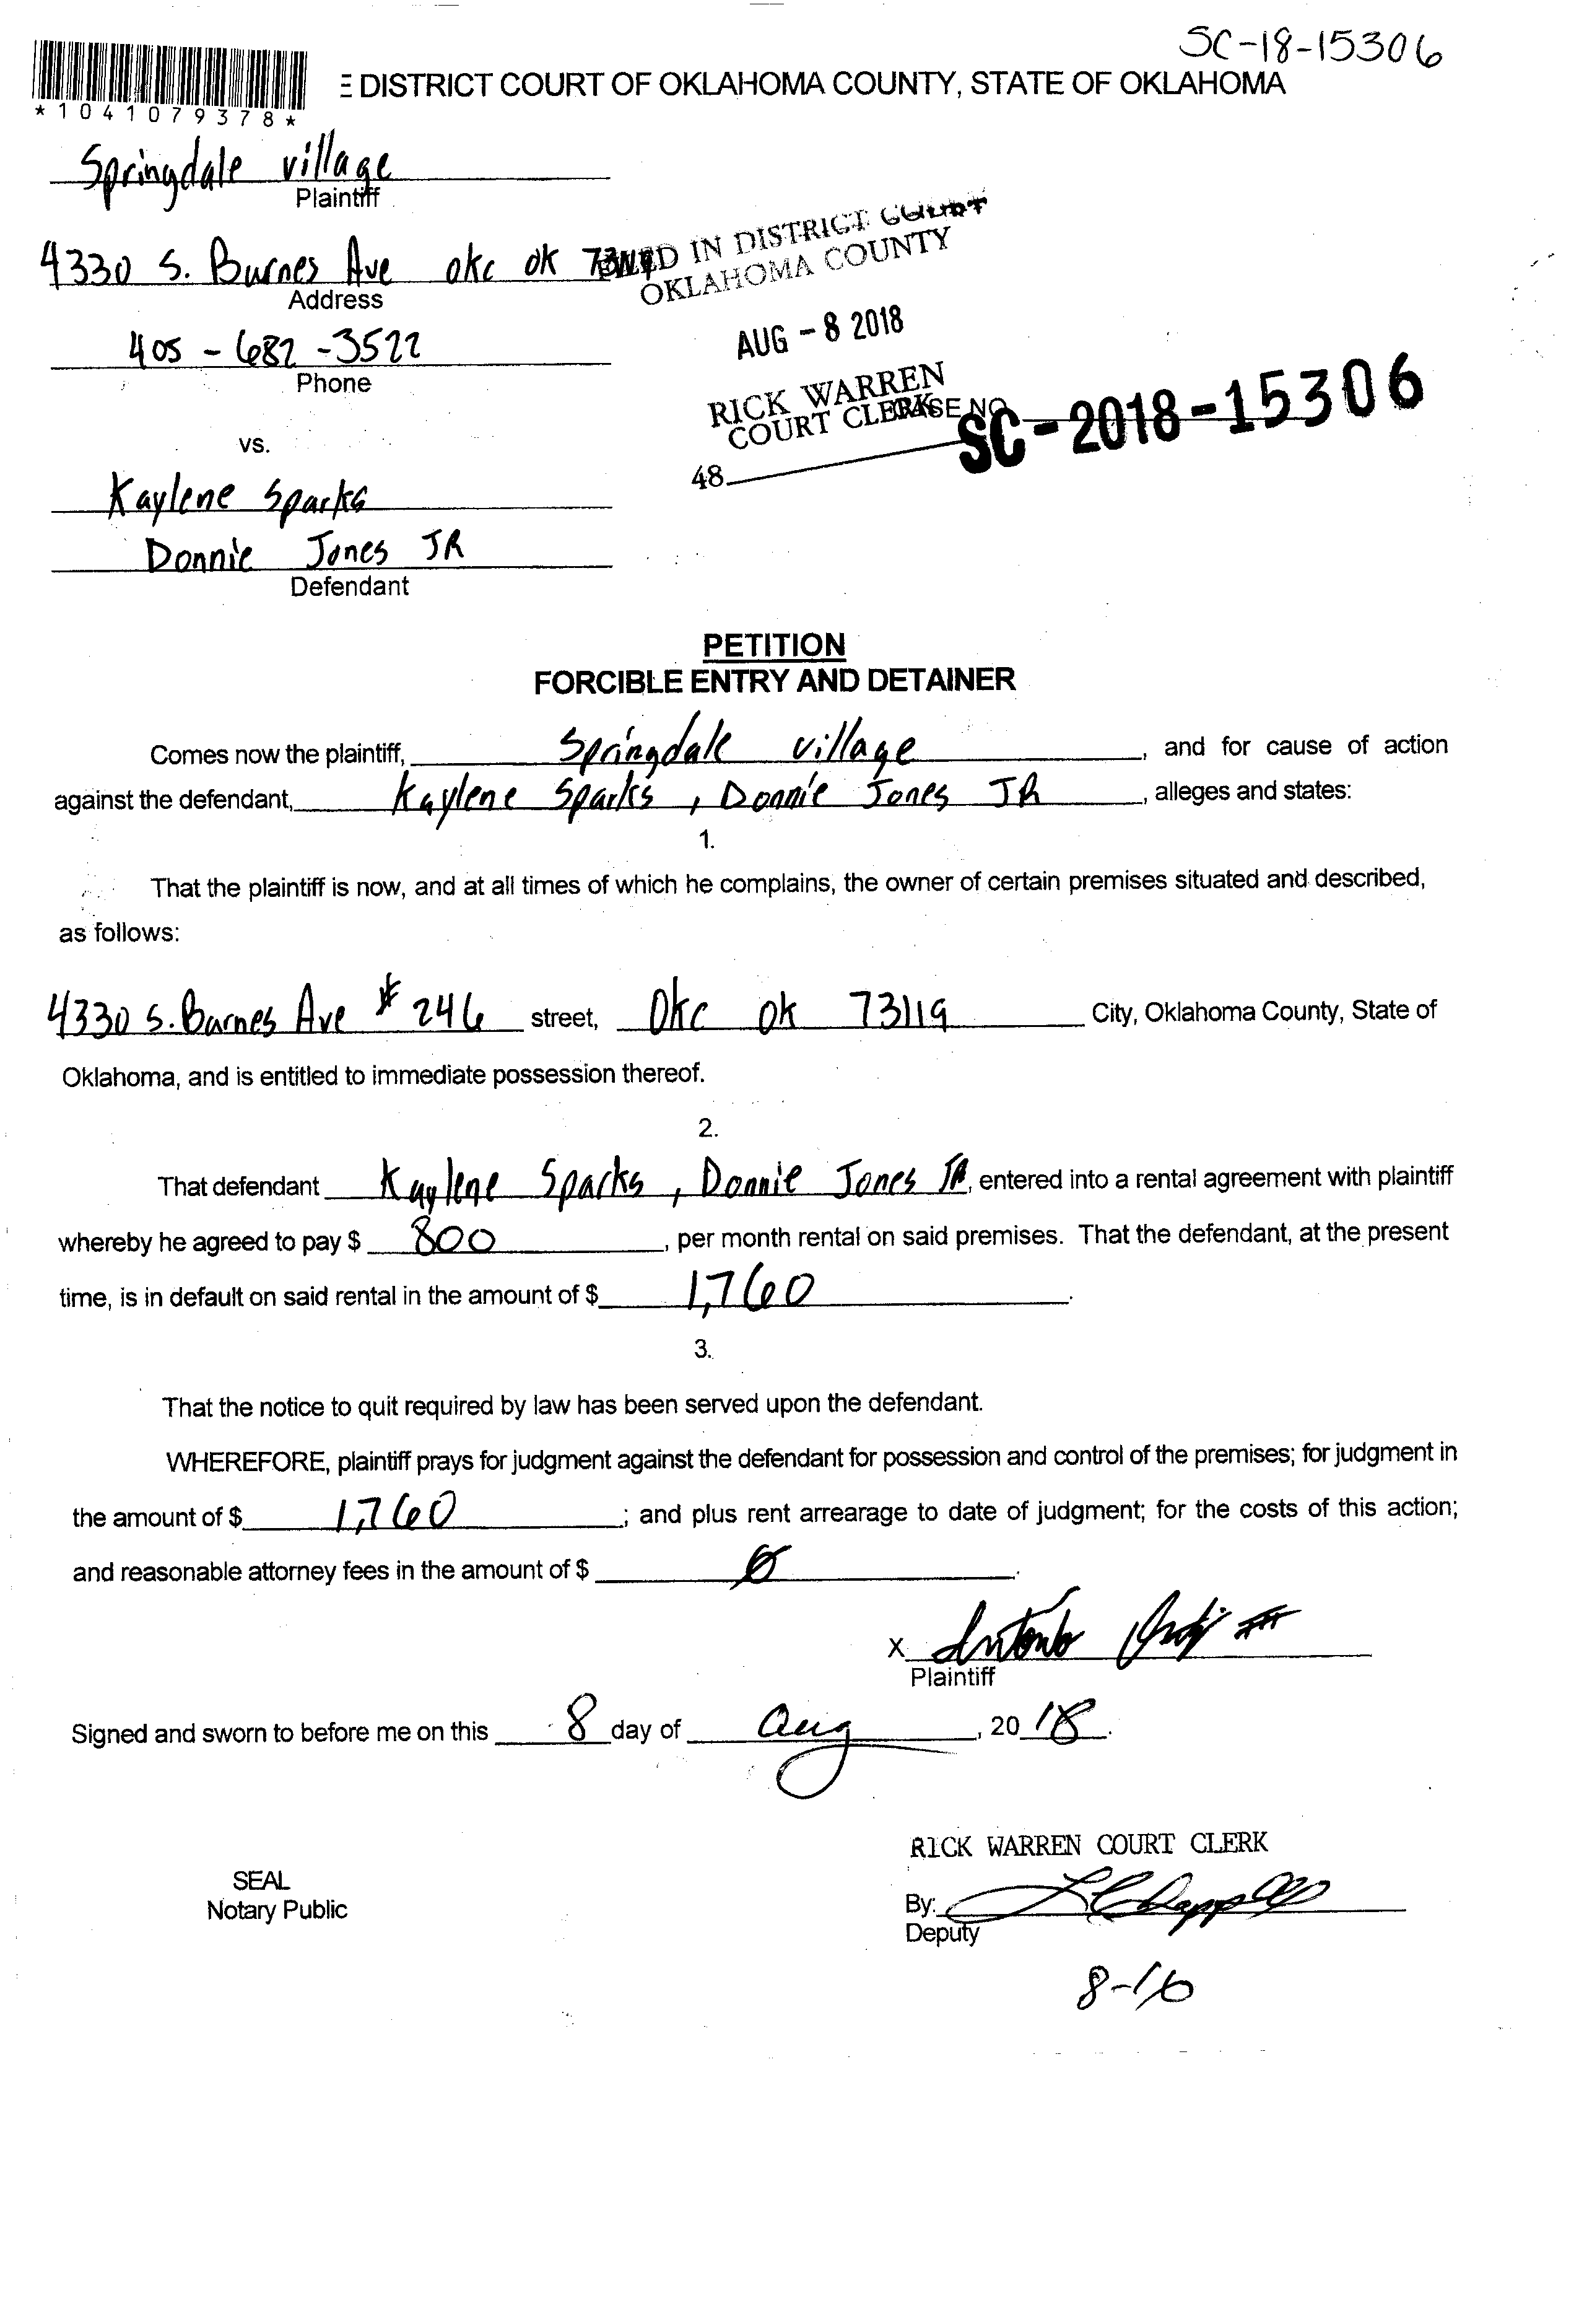 SC-18-15306
E DISTRICT COURT OF OKLAHOMA COUNTY, STATE OF OKLAHOMA
*1041079378*
Springdale village
Plaintiff
4330 S. Burnes Ave okc ok
Address
IN DISTRICT COURT
OKLAHOMA COUNTY
405-682-3522
Phone
AUG -8 2018
RICK WARREN
COURT CLERK
CASE NO.
SC-2018-15306
48
vs.
Kaylene Sparks
Donnie Jones JR
Defendant
PETITION
FORCIBLE ENTRY AND DETAINER
Comes now the plaintiff, Springdale village, and for cause of action
against the defendant, Kaylene Sparks, Donnie Jones JR, alleges and states:
1.
That the plaintiff is now, and at all times of which he complains, the owner of certain premises situated and described,
as follows:
4330 S. Burnes Ave # 246 street, Okc ok 73119 City, Oklahoma County, State of
Oklahoma, and is entitled to immediate possession thereof.
2.
That defendant Kaylene Sparks, Donnie Jones JR, entered into a rental agreement with plaintiff
whereby he agreed to pay $ 800, per month rental on said premises. That the defendant, at the present
time, is in default on said rental in the amount of $ 1,760.
3.
That the notice to quit required by law has been served upon the defendant.
WHEREFORE, plaintiff prays for judgment against the defendant for possession and control of the premises; for judgment in
the amount of $ 1,760; and plus rent arrearage to date of judgment; for the costs of this action;
and reasonable attorney fees in the amount of $ 0.
X Antonio
Plaintiff
Signed and sworn to before me on this 8 day of Aug, 2018.
RICK WARREN COURT CLERK
SEAL
Notary Public
By:
Deputy
8-16